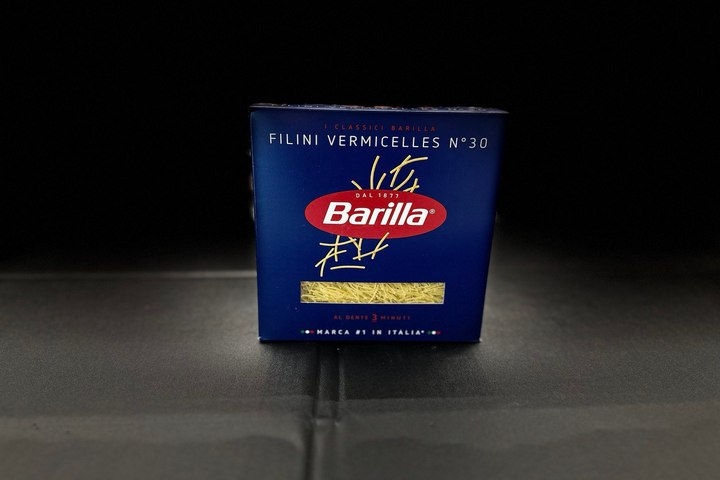 I CLASSICI BARILLA
FILINI VERMICELLES N°30
DAL 1877
Barilla®
AL DENTE 3 MINUTI
MARCA #1 IN ITALIA*